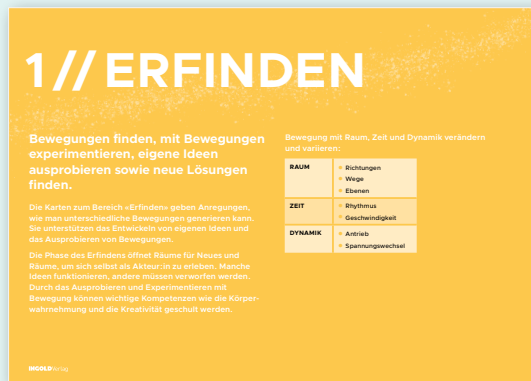 1// ERFINDEN
Bewegungen finden, mit Bewegungen
experimentieren, eigene Ideen
ausprobieren sowie neue Lösungen
finden.
Die Karten zum Bereich «Erfinden» geben Anregungen,
wie man unterschiedliche Bewegungen generieren kann.
Sie unterstützen das Entwickeln von eigenen Ideen und
das Ausprobieren von Bewegungen.
Die Phase des Erfindens öffnet Räume für Neues und
Räume, um sich selbst als Akteur:in zu erleben. Manche
Ideen funktionieren, andere müssen verworfen werden.
Durch das Ausprobieren und Experimentieren mit
Bewegung können wichtige Kompetenzen wie die Körper-
wahrnehmung und die Kreativität geschult werden.
Bewegung mit Raum, Zeit und Dynamik verändern
und variieren:
RAUM
• Richtungen
• Wege
• Ebenen
ZEIT
• Rhythmus
• Geschwindigkeit
DYNAMIK
• Antrieb
• Spannungswechsel
INGOLDVerlag